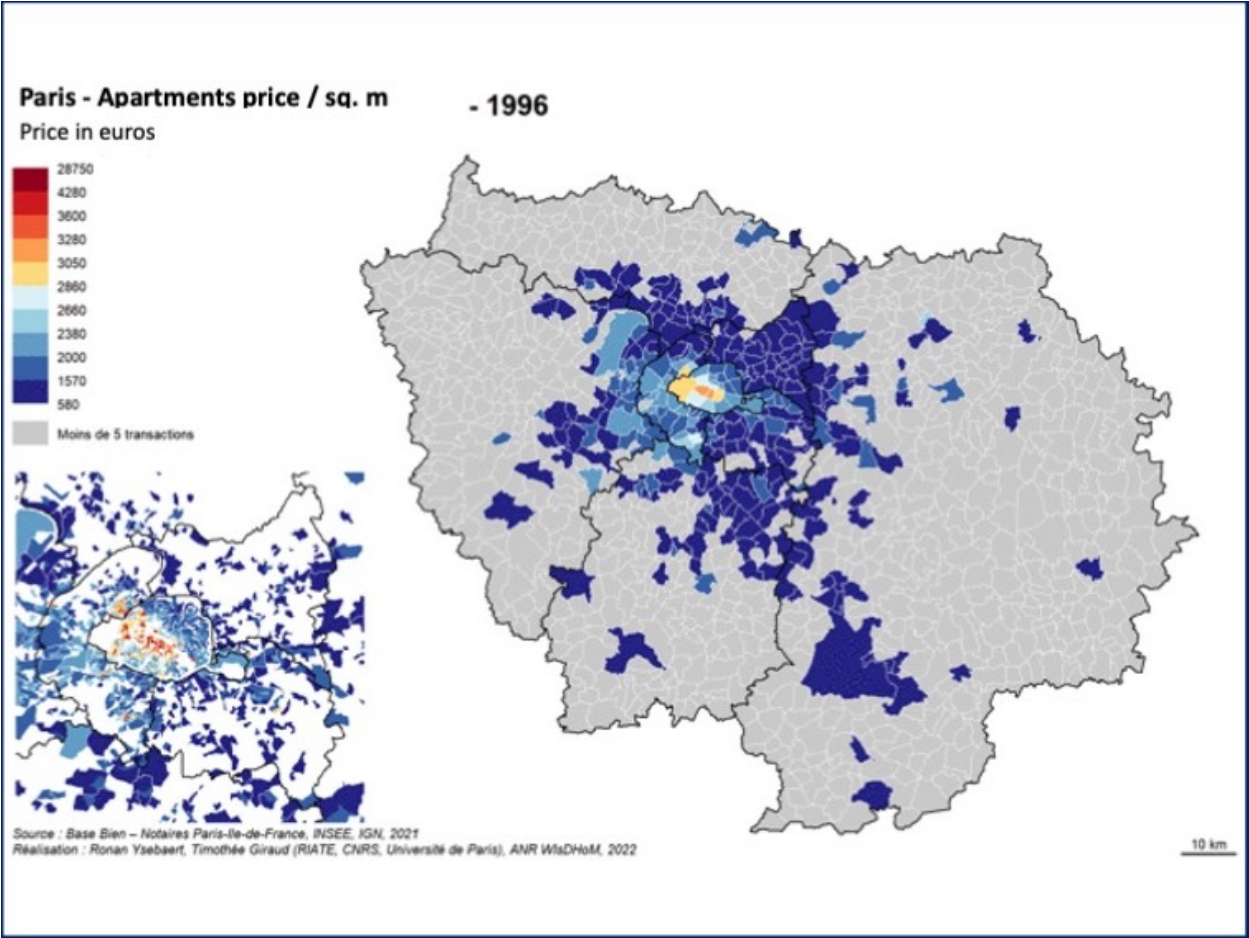 Paris - Apartments price / sq. m
- 1996
Price in euros
28750
4280
3600
3280
3050
2860
2660
2380
2000
1570
580
Moins de 5 transactions
Source : Base Bien – Notaires Paris-Ile-de-France, INSEE, IGN, 2021
Réalisation : Ronan Ysebaert, Timothée Giraud (RIATE, CNRS, Université de Paris), ANR WIsDHoM, 2022
10 km